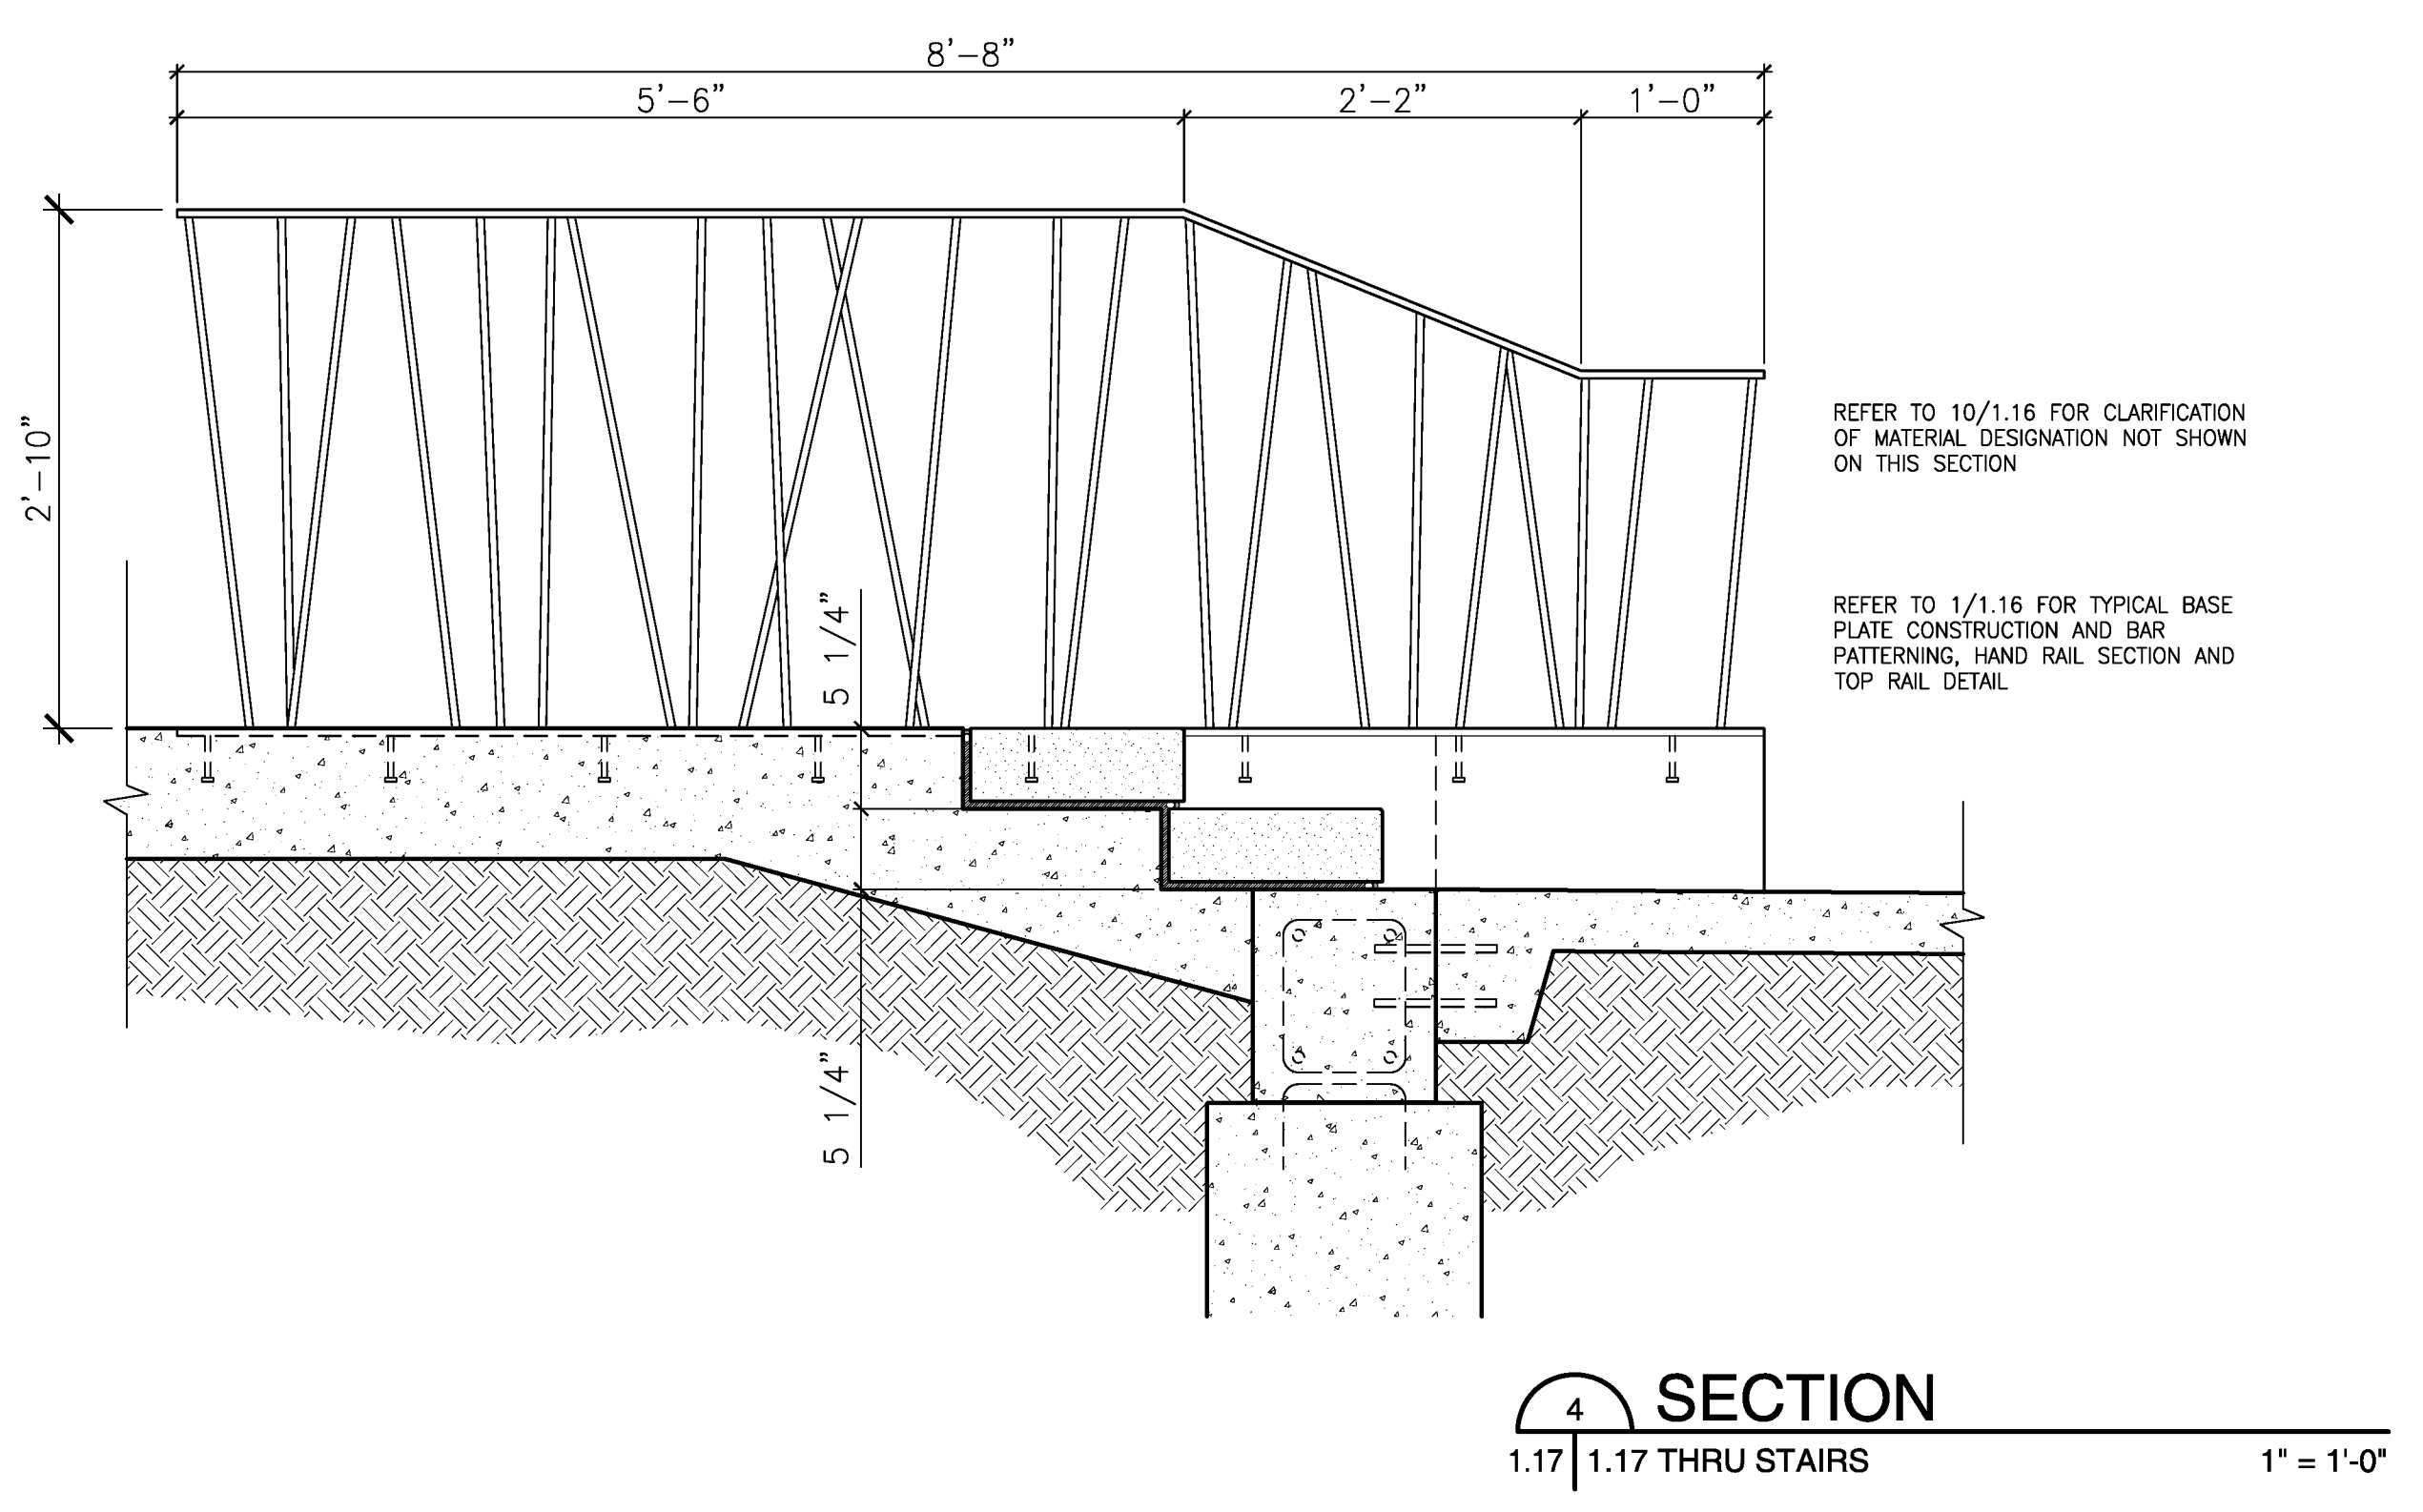 8'-8"
5'-6"
2'-2"
1'-0"
2'-10"
REFER TO 10/1.16 FOR CLARIFICATION
OF MATERIAL DESIGNATION NOT SHOWN
ON THIS SECTION
REFER TO 1/1.16 FOR TYPICAL BASE
PLATE CONSTRUCTION AND BAR
PATTERNING, HAND RAIL SECTION AND
TOP RAIL DETAIL
5 1/4"
5 1/4"
4
SECTION
1.17
1.17 THRU STAIRS
1" = 1'-0"